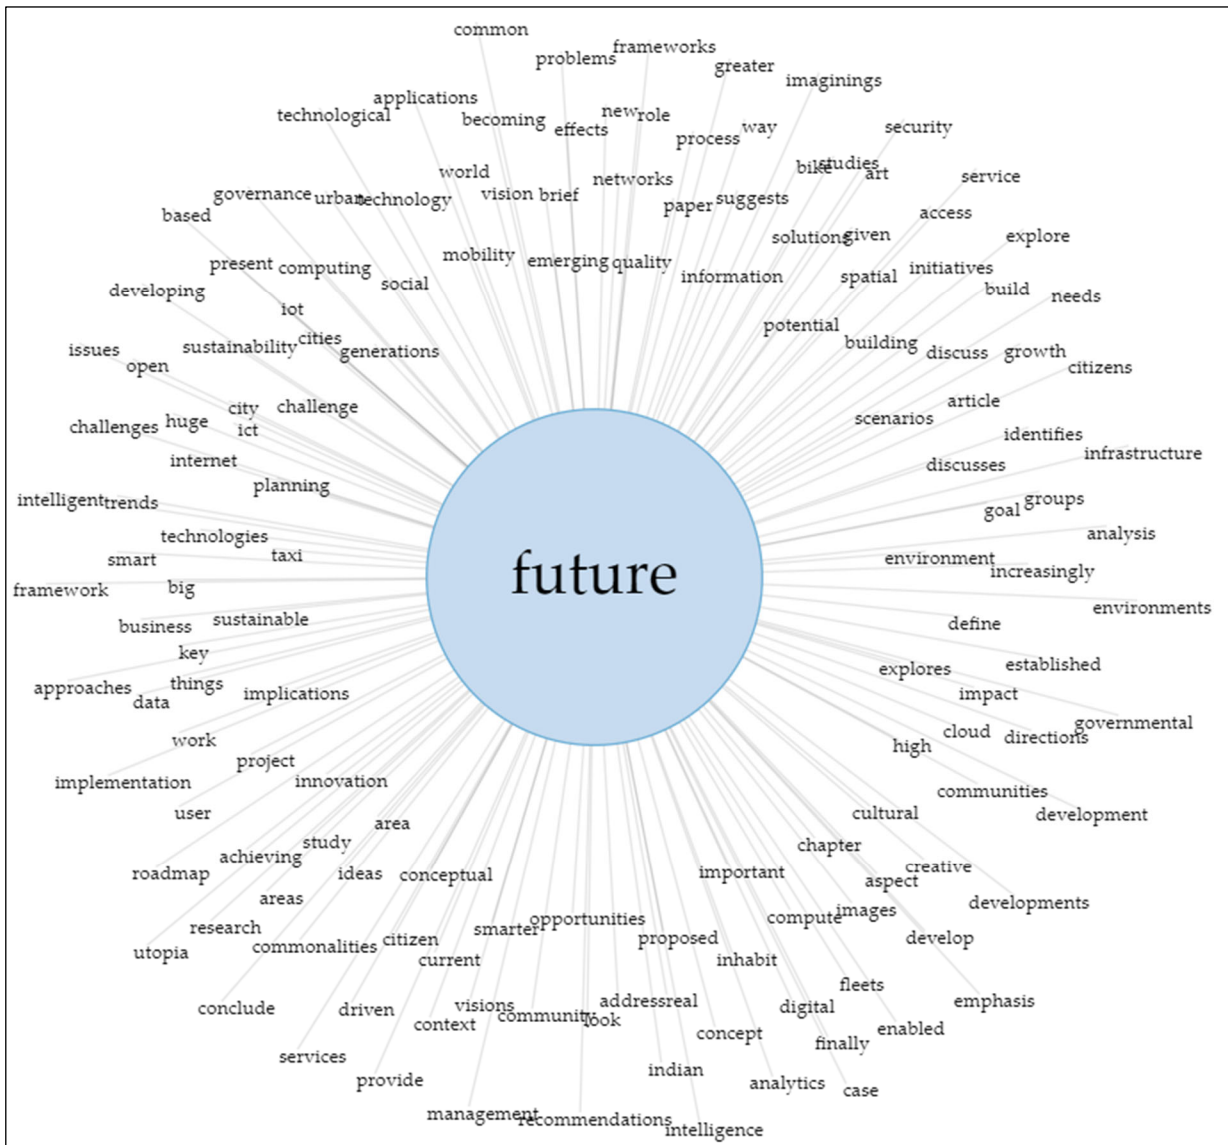 common
problems
frameworks
greater
imaginings
applications
technological
becoming
effects
new
role
process
way
security
world
networks
bike
studies
art
service
governance
urban
technology
vision
brief
paper
suggests
based
access
solutions
given
explore
mobility
emerging
quality
information
present
computing
social
spatial
initiatives
build
needs
developing
iot
potential
cities
sustainability
generations
building
discuss
growth
citizens
issues
open
city
challenge
article
scenarios
challenges
huge
ict
identifies
infrastructure
internet
discusses
planning
intelligent
trends
goal
groups
technologies
analysis
smart
taxi
environment
increasingly
future
framework
big
environments
business
sustainable
define
key
explores
established
approaches
things
data
implications
impact
governmental
work
high
cloud
directions
project
implementation
innovation
communities
user
area
cultural
development
study
chapter
achieving
roadmap
ideas
conceptual
important
creative
aspect
areas
developments
research
smarter
opportunities
compute
images
commonalities
citizen
proposed
develop
utopia
current
inhabit
conclude
driven
visions
address
real
fleets
emphasis
context
community
look
concept
digital
enabled
services
finally
provide
indian
analytics
case
management
recommendations
intelligence